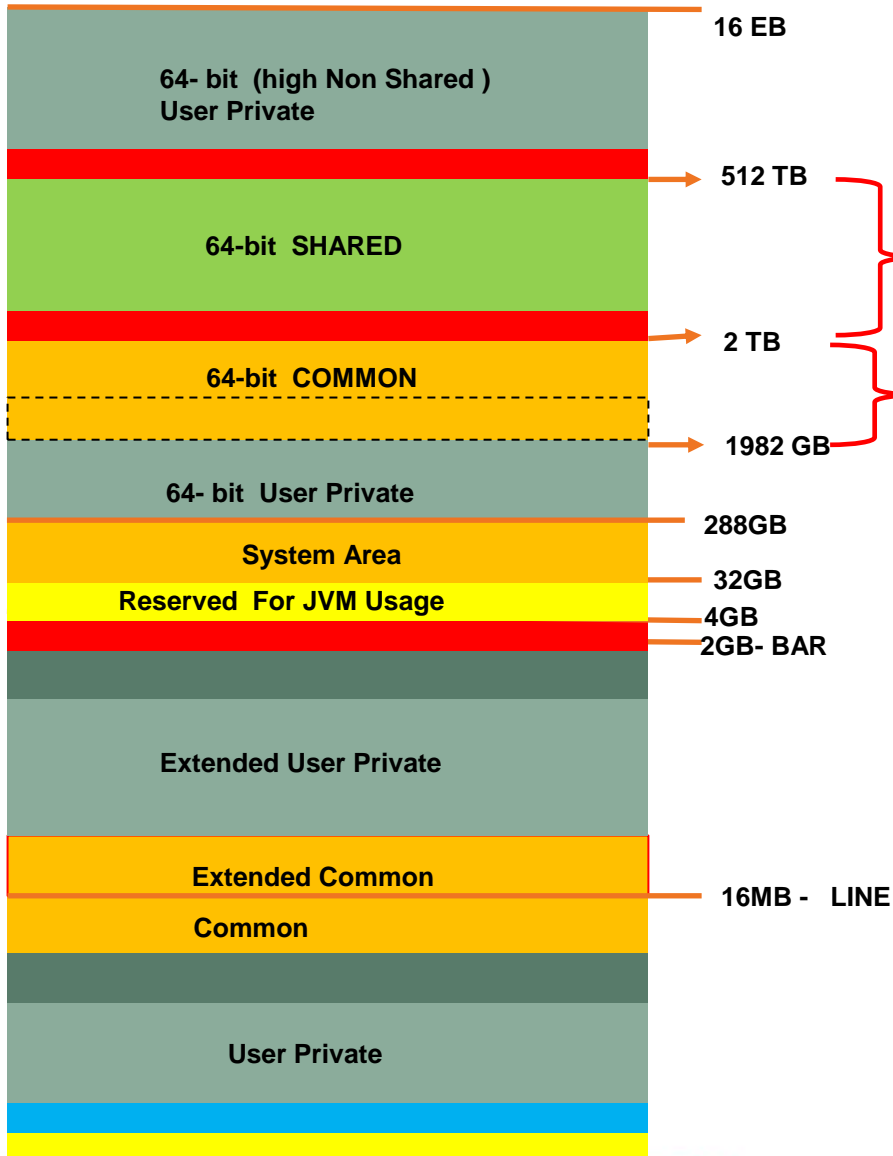 16 EB
64- bit (high Non Shared )
User Private
512 TB
64-bit SHARED
2 TB
64-bit COMMON
1982 GB
64- bit User Private
288GB
System Area
32GB
Reserved For JVM Usage
4GB
2GB- BAR
Extended User Private
Extended Common
16MB - LINE
Common
User Private